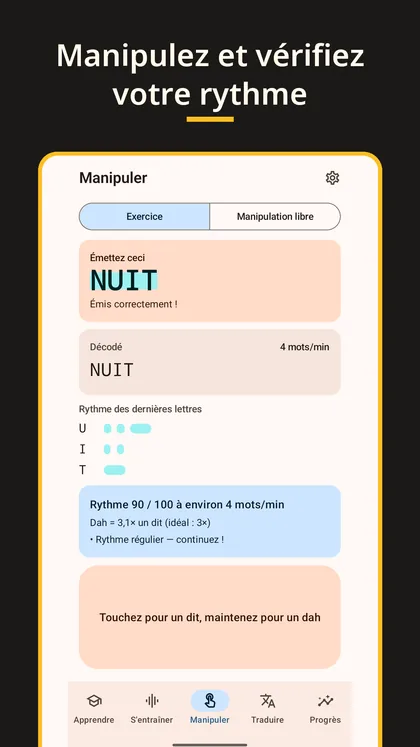 Manipulez et vérifiez
votre rythme
Manipuler
Exercice
Manipulation libre
Émettez ceci
NUIT
Émis correctement !
Décodé
4 mots/min
NUIT
Rythme des dernières lettres
U
I
T
Rythme 90 / 100 à environ 4 mots/min
Dah = 3,1× un dit (idéal : 3×)
• Rythme régulier — continuez !
Touchez pour un dit, maintenez pour un dah
Apprendre
S'entraîner
Manipuler
Traduire
Progrès